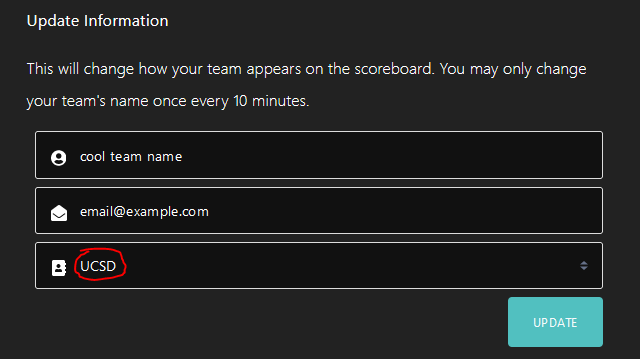 Update Information
This will change how your team appears on the scoreboard. You may only change
your team's name once every 10 minutes.
cool team name
email@example.com
UCSD
UPDATE